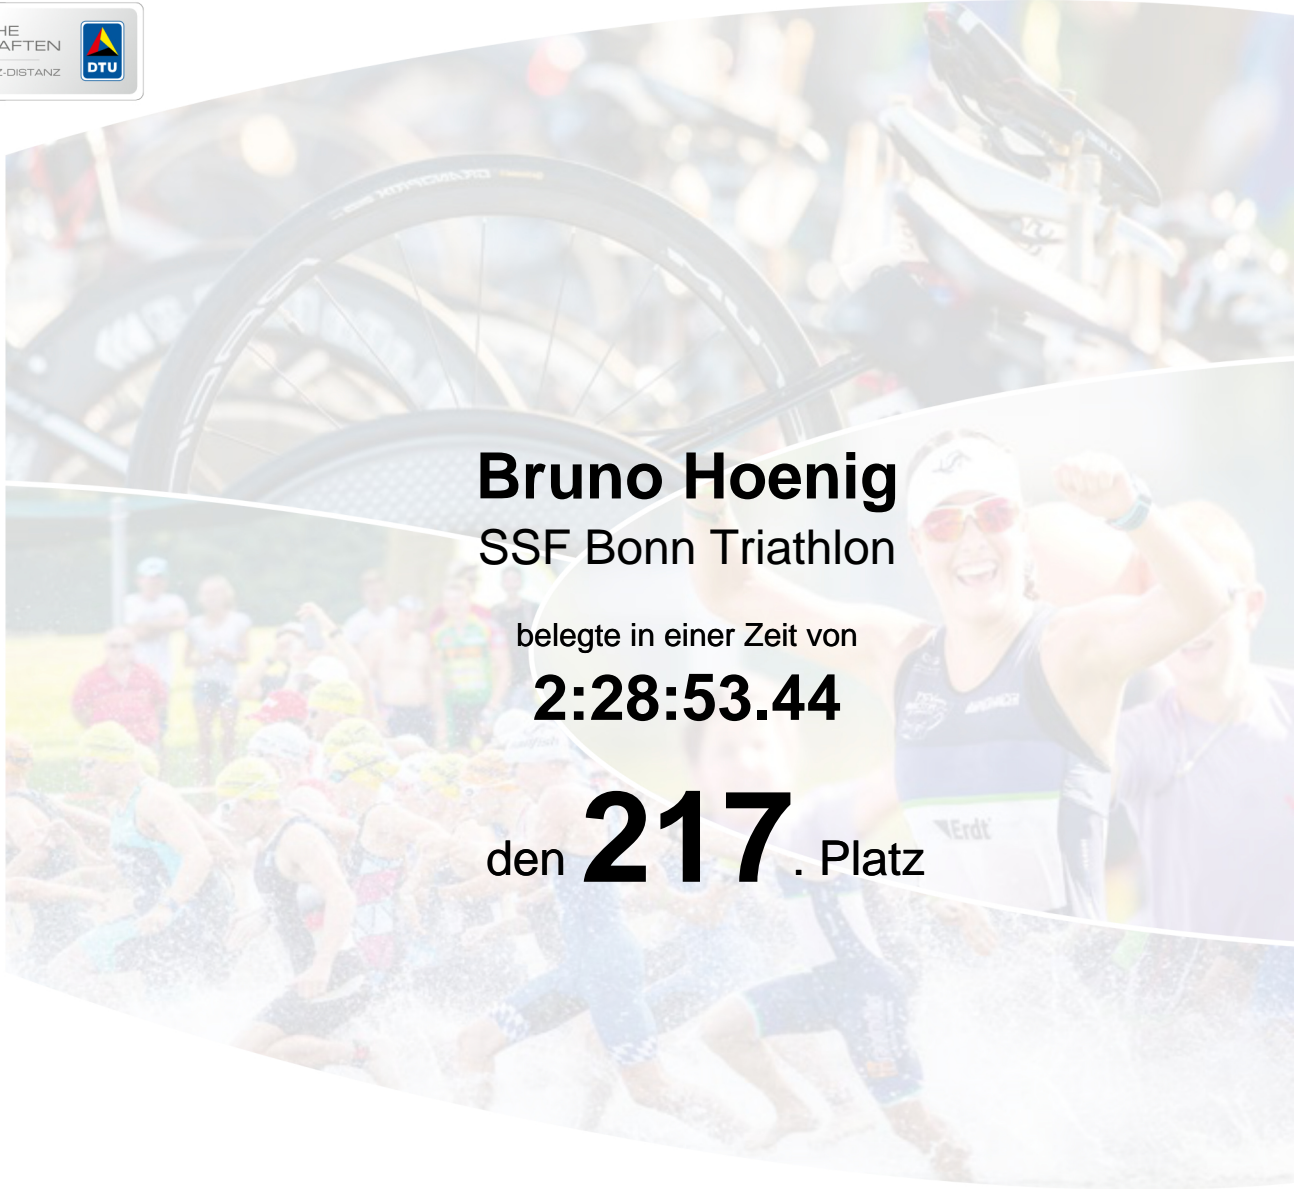 HE
AFTEN
Z-DISTANZ
DTU
Bruno Hoenig
SSF Bonn Triathlon
belegte in einer Zeit von
2:28:53.44
den 217. Platz
Erdt